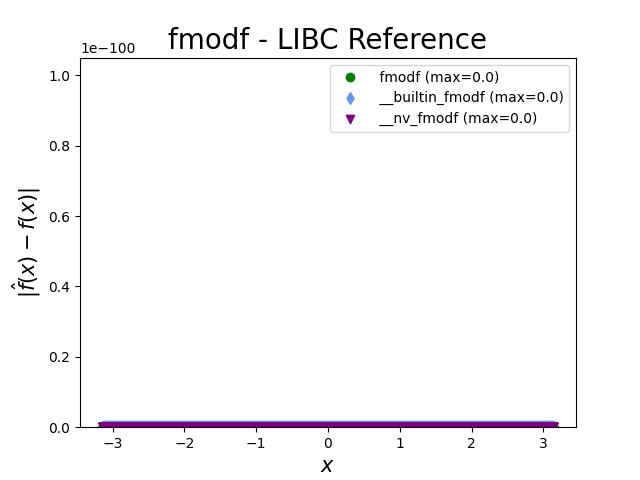 fmodf - LIBC Reference
1e−100
1.0
0.8
0.6
0.4
0.2
0.0
|f̂(x) − f(x)|
fmodf (max=0.0)
__builtin_fmodf (max=0.0)
__nv_fmodf (max=0.0)
−3 −2 −1 0 1 2 3
x